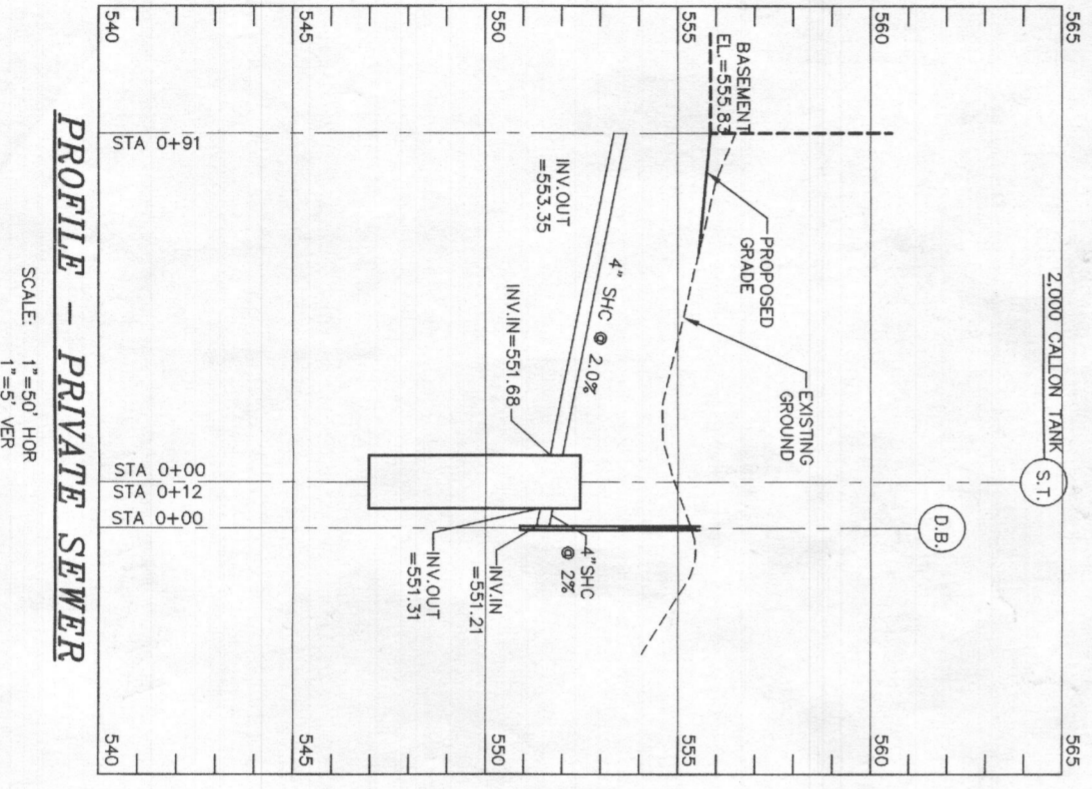 565
565
2,000 CALLON TANK
S.T.
D.B.
560
560
BASEMENT
EL.=555.83
PROPOSED
GRADE
EXISTING
GROUND
555
555
INV.OUT
=553.35
4" SHC @ 2.0%
INV.IN=551.68
4"SHC
@ 2%
INV.IN
=551.21
INV.OUT
=551.31
550
550
545
545
STA 0+91
STA 0+00
STA 0+12
STA 0+00
540
540
PROFILE – PRIVATE SEWER
SCALE: 1"=50' HOR
1"=5' VER